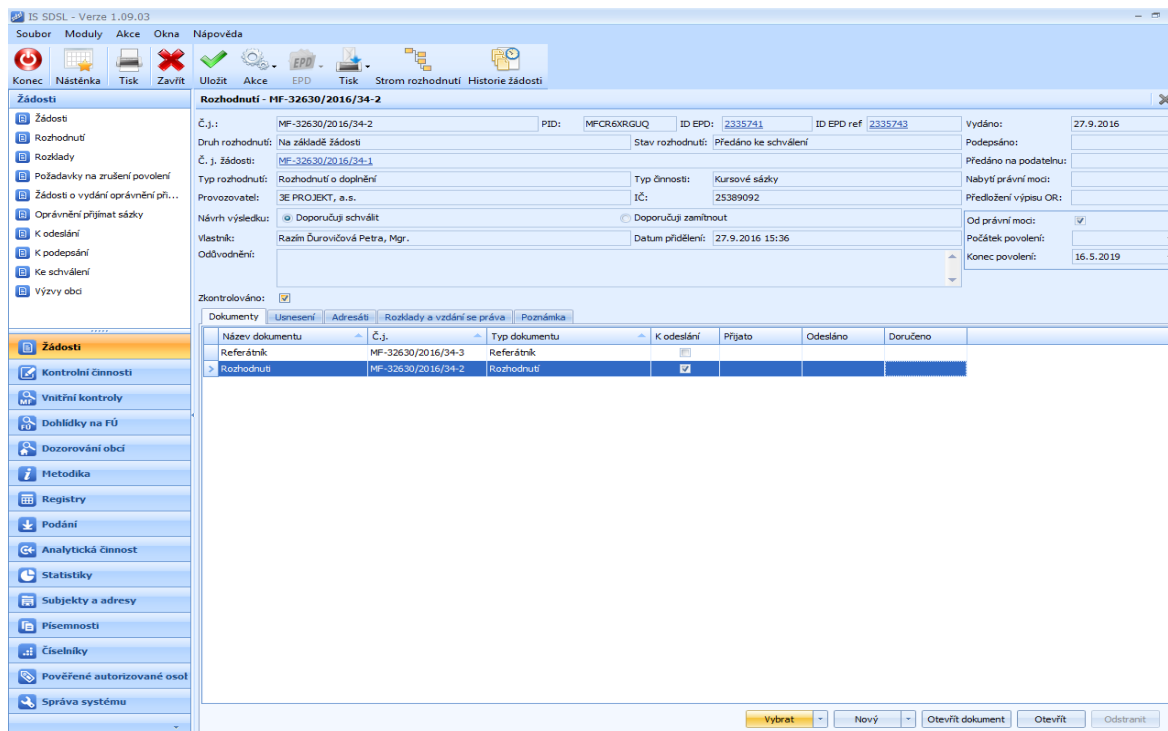 IS SDSL - Verze 1.09.03
Soubor Moduly Akce Okna Nápověda
Konec Nástěnka Tisk Zavřít Uložit Akce EPD Tisk Strom rozhodnutí Historie žádosti
Žádosti
Žádosti
Rozhodnutí
Rozklady
Požadavky na zrušení povolení
Žádosti o vydání oprávnění při...
Oprávnění přijímat sázky
K odeslání
K podepsání
Ke schválení
Výzvy obcí
Žádosti
Kontrolní činnosti
Vnitřní kontroly
Dohlídky na FÚ
Dozorování obcí
Metodika
Registry
Podání
Analytická činnost
Statistiky
Subjekty a adresy
Písemnosti
Číselníky
Pověřené autorizované osol
Správa systému
Rozhodnutí - MF-32630/2016/34-2
Č.j.: MF-32630/2016/34-2 PID: MFCR6XRGUQ ID EPD: 2335741 ID EPD ref 2335743 Vydáno: 27.9.2016
Druh rozhodnutí: Na základě žádosti Stav rozhodnutí: Předáno ke schválení Podepsáno:
Č. j. žádosti: MF-32630/2016/34-1 Předáno na podatelnu:
Typ rozhodnutí: Rozhodnutí o doplnění Typ činnosti: Kursové sázky Nabytí právní moci:
Provozovatel: 3E PROJEKT, a.s. IČ: 25389092 Předložení výpisu OR:
Návrh výsledku: Doporučuji schválit Doporučuji zamítnout Od právní moci:
Vlastník: Razím Ďurovičová Petra, Mgr. Datum přidělení: 27.9.2016 15:36 Počátek povolení:
Odůvodnění: Konec povolení: 16.5.2019
Zkontrolováno:
Dokumenty Usnesení Adresáti Rozklady a vzdání se práva Poznámka
Název dokumentu Č.j. Typ dokumentu K odeslání Přijato Odesláno Doručeno
Referátník MF-32630/2016/34-3 Referátník
Rozhodnuti MF-32630/2016/34-2 Rozhodnutí
Vybrat Nový Otevřít dokument Otevřít Odstranit